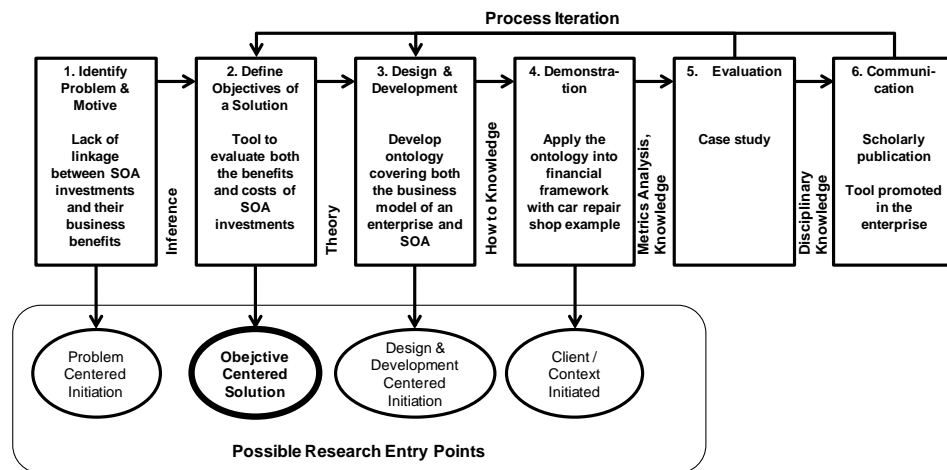 Process Iteration
1. Identify
Problem &
Motive
Lack of
linkage
between SOA
investments
and their
business
benefits
Inference
2. Define
Objectives of
a Solution
Tool to
evaluate both
the benefits
and costs of
SOA
investments
Theory
3. Design &
Development
Develop
ontology
covering both
the business
model of an
enterprise and
SOA
How to Knowledge
4. Demonstra-
tion
Apply the
ontology into
financial
framework
with car repair
shop example
Metrics Analysis,
Knowledge
5. Evaluation
Case study
Disciplinary
Knowledge
6. Communi-
cation
Scholarly
publication
Tool promoted
in the
enterprise
Problem
Centered
Initiation
Obejctive
Centered
Solution
Design &
Development
Centered
Initiation
Client /
Context
Initiated
Possible Research Entry Points